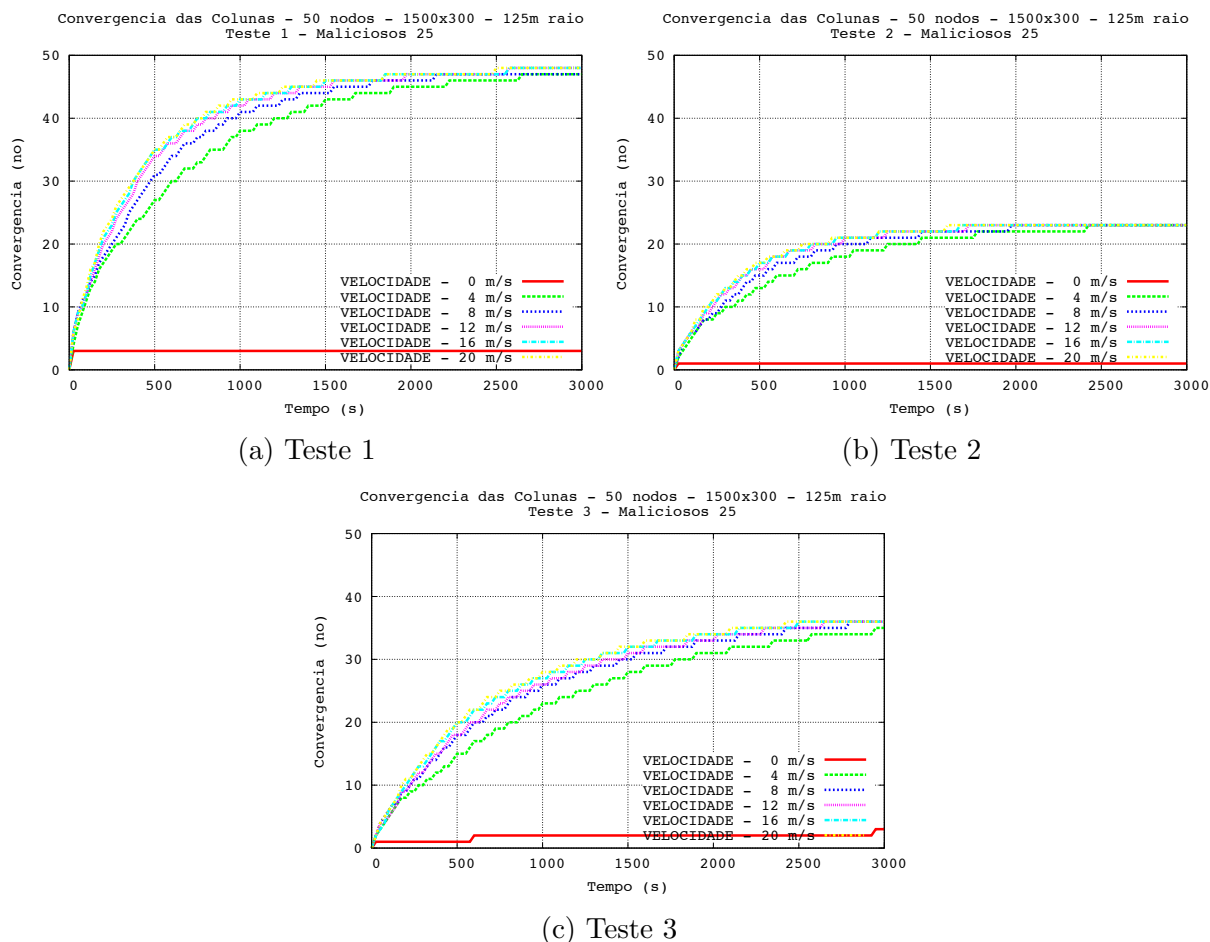 Convergencia das Colunas - 50 nodos - 1500x300 - 125m raio
Teste 1 - Maliciosos 25
50
40
30
20
10
0
Convergencia (no)
VELOCIDADE - 0 m/s
VELOCIDADE - 4 m/s
VELOCIDADE - 8 m/s
VELOCIDADE - 12 m/s
VELOCIDADE - 16 m/s
VELOCIDADE - 20 m/s
0 500 1000 1500 2000 2500 3000
Tempo (s)
(a) Teste 1
Convergencia das Colunas - 50 nodos - 1500x300 - 125m raio
Teste 2 - Maliciosos 25
50
40
30
20
10
0
Convergencia (no)
VELOCIDADE - 0 m/s
VELOCIDADE - 4 m/s
VELOCIDADE - 8 m/s
VELOCIDADE - 12 m/s
VELOCIDADE - 16 m/s
VELOCIDADE - 20 m/s
0 500 1000 1500 2000 2500 3000
Tempo (s)
(b) Teste 2
Convergencia das Colunas - 50 nodos - 1500x300 - 125m raio
Teste 3 - Maliciosos 25
50
40
30
20
10
0
Convergencia (no)
VELOCIDADE - 0 m/s
VELOCIDADE - 4 m/s
VELOCIDADE - 8 m/s
VELOCIDADE - 12 m/s
VELOCIDADE - 16 m/s
VELOCIDADE - 20 m/s
0 500 1000 1500 2000 2500 3000
Tempo (s)
(c) Teste 3